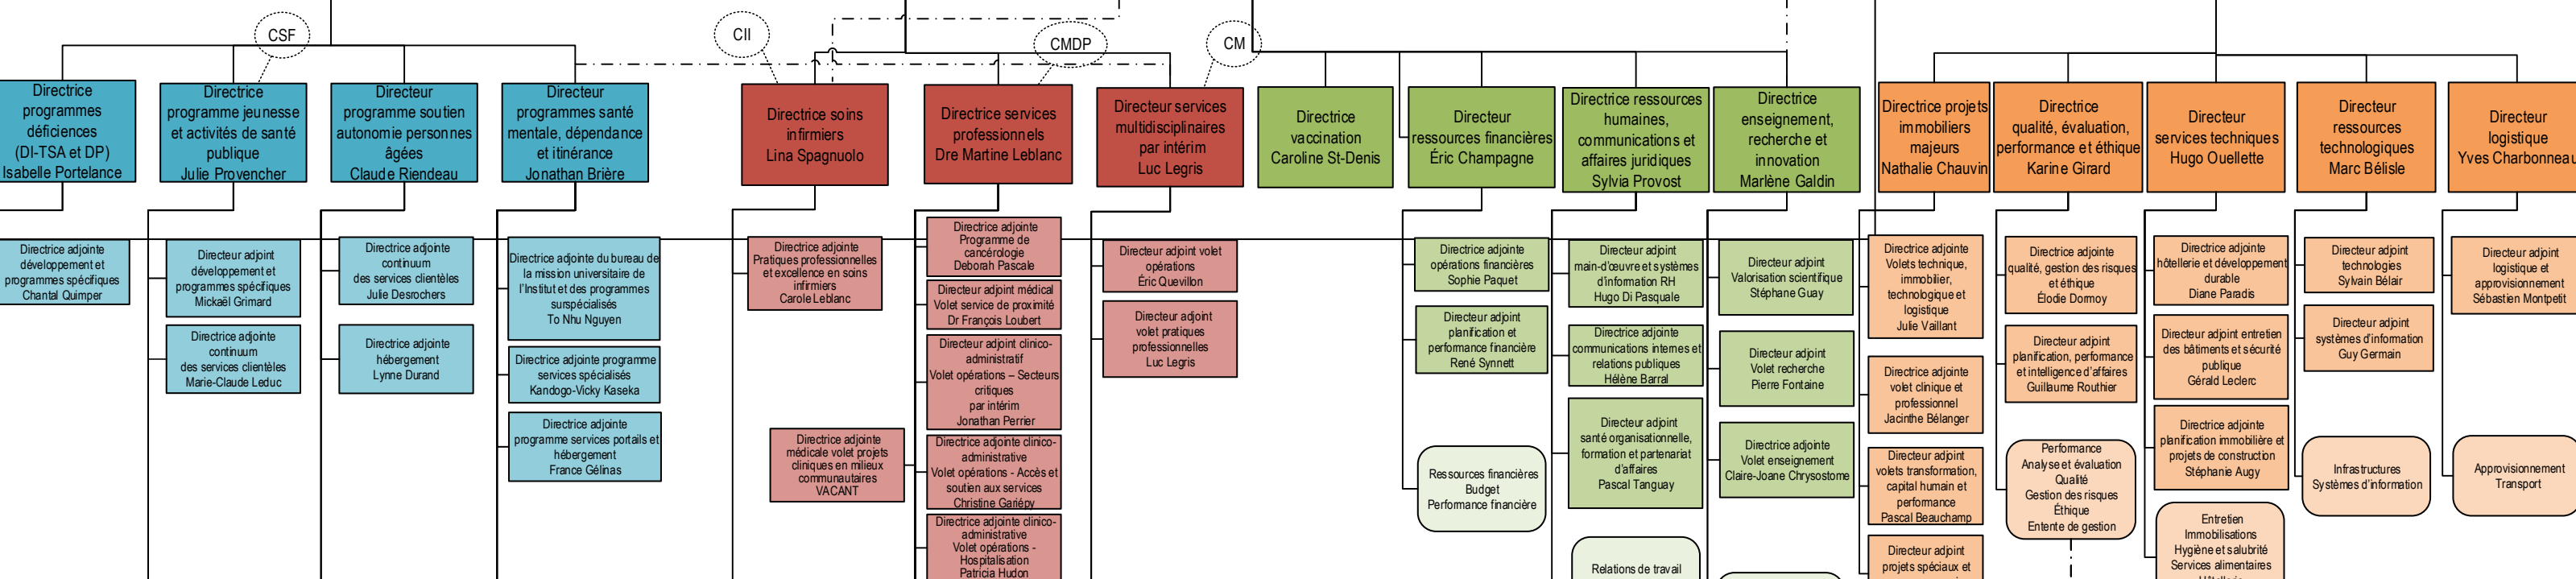 CSF
CII
CMDP
CM
Directrice
programmes
déficiences
(DI-TSA et DP)
Isabelle Portelance
Directrice
programme jeunesse
et activités de santé
publique
Julie Provencher
Directeur
programme soutien
autonomie personnes
âgées
Claude Riendeau
Directeur
programmes santé
mentale, dépendance
et itinérance
Jonathan Brière
Directrice soins
infirmiers
Lina Spagnuolo
Directrice services
professionnels
Dre Martine Leblanc
Directeur services
multidisciplinaires
par intérim
Luc Legris
Directrice
vaccination
Caroline St-Denis
Directeur
ressources financières
Éric Champagne
Directrice ressources
humaines,
communications et
affaires juridiques
Sylvia Provost
Directrice
enseignement,
recherche et
innovation
Marlène Galdin
Directrice projets
immobiliers
majeurs
Nathalie Chauvin
Directrice
qualité, évaluation,
performance et éthique
Karine Girard
Directeur
services techniques
Hugo Ouellette
Directeur
ressources
technologiques
Marc Bélisle
Directeur
logistique
Yves Charbonneau
Directrice adjointe
développement et
programmes spécifiques
Chantal Quimper
Directeur adjoint
développement et
programmes spécifiques
Mickaël Grimard
Directrice adjointe
continuum
des services clientèles
Marie-Claude Leduc
Directrice adjointe
continuum
des services clientèles
Julie Desrochers
Directrice adjointe
hébergement
Lynne Durand
Directrice adjointe du bureau de
la mission universitaire de
l'Institut et des programmes
surspécialisés
To Nhu Nguyen
Directrice adjointe programme
services spécialisés
Kandogo-Vicky Kaseka
Directrice adjointe
programme services portails et
hébergement
France Gélinas
Directrice adjointe
Pratiques professionnelles
et excellence en soins
infirmiers
Carole Leblanc
Directrice adjointe
médicale volet projets
cliniques en milieux
communautaires
VACANT
Directrice adjointe
Programme de
cancérologie
Deborah Pascale
Directeur adjoint médical
Volet service de proximité
Dr François Loubert
Directeur adjoint clinico-
administratif
Volet opérations – Secteurs
critiques
par intérim
Jonathan Perrier
Directrice adjointe clinico-
administrative
Volet opérations - Accès et
soutien aux services
Christine Gariépy
Directrice adjointe clinico-
administrative
Volet opérations -
Hospitalisation
Patricia Hudon
Directeur adjoint volet
opérations
Éric Quevillon
Directeur adjoint
volet pratiques
professionnelles
Luc Legris
Directrice adjointe
opérations financières
Sophie Paquet
Directeur adjoint
planification et
performance financière
René Synnett
Ressources financières
Budget
Performance financière
Directeur adjoint
main-d'œuvre et systèmes
d'information RH
Hugo Di Pasquale
Directrice adjointe
communications internes et
relations publiques
Hélène Barral
Directeur adjoint
santé organisationnelle,
formation et partenariat
d'affaires
Pascal Tanguay
Relations de travail
Directeur adjoint
Valorisation scientifique
Stéphane Guay
Directeur adjoint
Volet recherche
Pierre Fontaine
Directrice adjointe
Volet enseignement
Claire-Joane Chrysostome
Directrice adjointe
Volets technique,
immobilier,
technologique et
logistique
Julie Vaillant
Directrice adjointe
volet clinique et
professionnel
Jacinthe Bélanger
Directeur adjoint
volets transformation,
capital humain et
performance
Pascal Beauchamp
Directeur adjoint
projets spéciaux et
Directrice adjointe
qualité, gestion des risques
et éthique
Élodie Dormoy
Directeur adjoint
planification, performance
et intelligence d'affaires
Guillaume Routhier
Performance
Analyse et évaluation
Qualité
Gestion des risques
Éthique
Entente de gestion
Directrice adjointe
hôtellerie et développement
durable
Diane Paradis
Directeur adjoint entretien
des bâtiments et sécurité
publique
Gérald Leclerc
Directrice adjointe
planification immobilière et
projets de construction
Stéphanie Augy
Entretien
Immobilisations
Hygiène et salubrité
Services alimentaires
Directeur adjoint
technologies
Sylvain Bélair
Directeur adjoint
systèmes d'information
Guy Germain
Infrastructures
Systèmes d'information
Directeur adjoint
logistique et
approvisionnement
Sébastien Montpetit
Approvisionnement
Transport